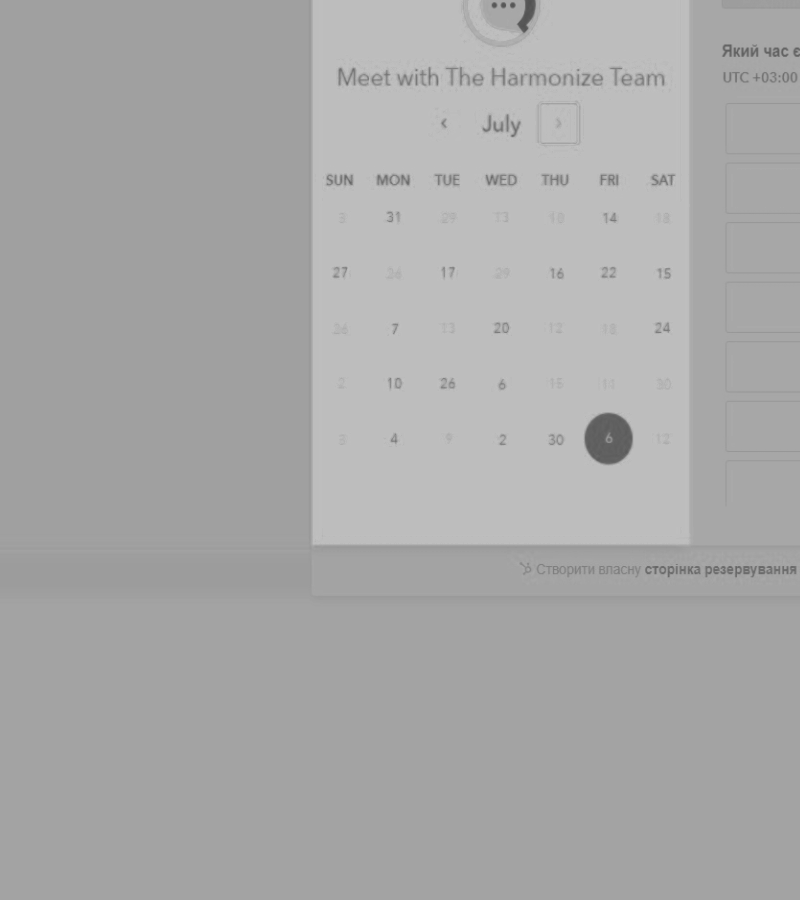 Meet with The Harmonize Team
‹ July ›
SUN MON TUE WED THU FRI SAT
3 31 29 13 18 14 18
27 26 17 29 16 22 15
26 7 13 20 12 18 24
2 10 26 6 15 11 30
3 4 9 2 30 6 12
Який час є
UTC +03:00
Створити власну сторінка резервування